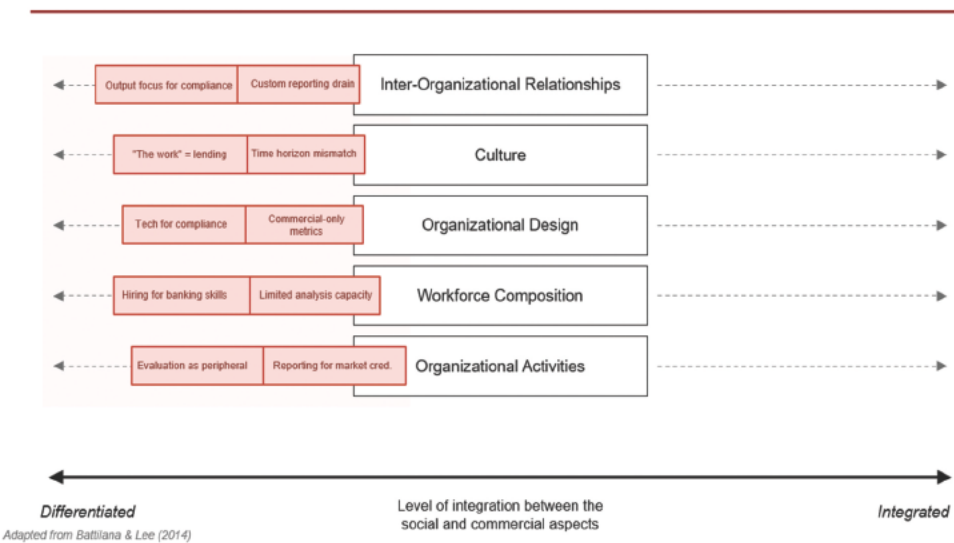 Output focus for compliance
Custom reporting drain
Inter-Organizational Relationships
"The work" = lending
Time horizon mismatch
Culture
Tech for compliance
Commercial-only
metrics
Organizational Design
Hiring for banking skills
Limited analysis capacity
Workforce Composition
Evaluation as peripheral
Reporting for market cred.
Organizational Activities
Differentiated
Level of integration between the
social and commercial aspects
Integrated
Adapted from Battilana & Lee (2014)